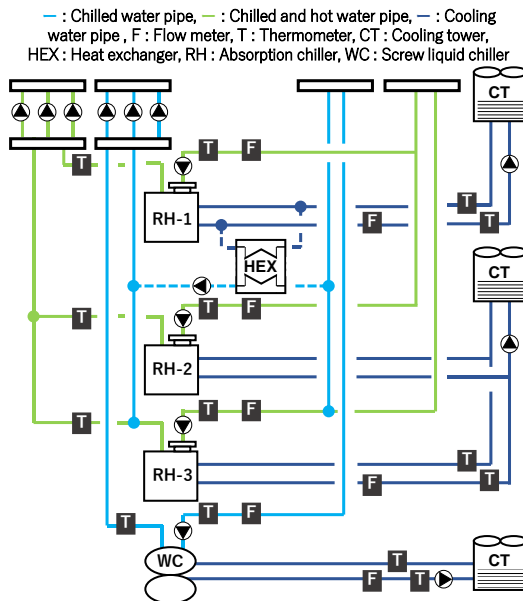 — : Chilled water pipe, — : Chilled and hot water pipe, — : Cooling
water pipe , F : Flow meter, T : Thermometer, CT : Cooling tower,
HEX : Heat exchanger, RH : Absorption chiller, WC : Screw liquid chiller
CT
T F
T
T
RH-1
F T
HEX
CT
T F
T
RH-2
T F
T
T
RH-3
F T
T F
T
CT
WC
T
F T